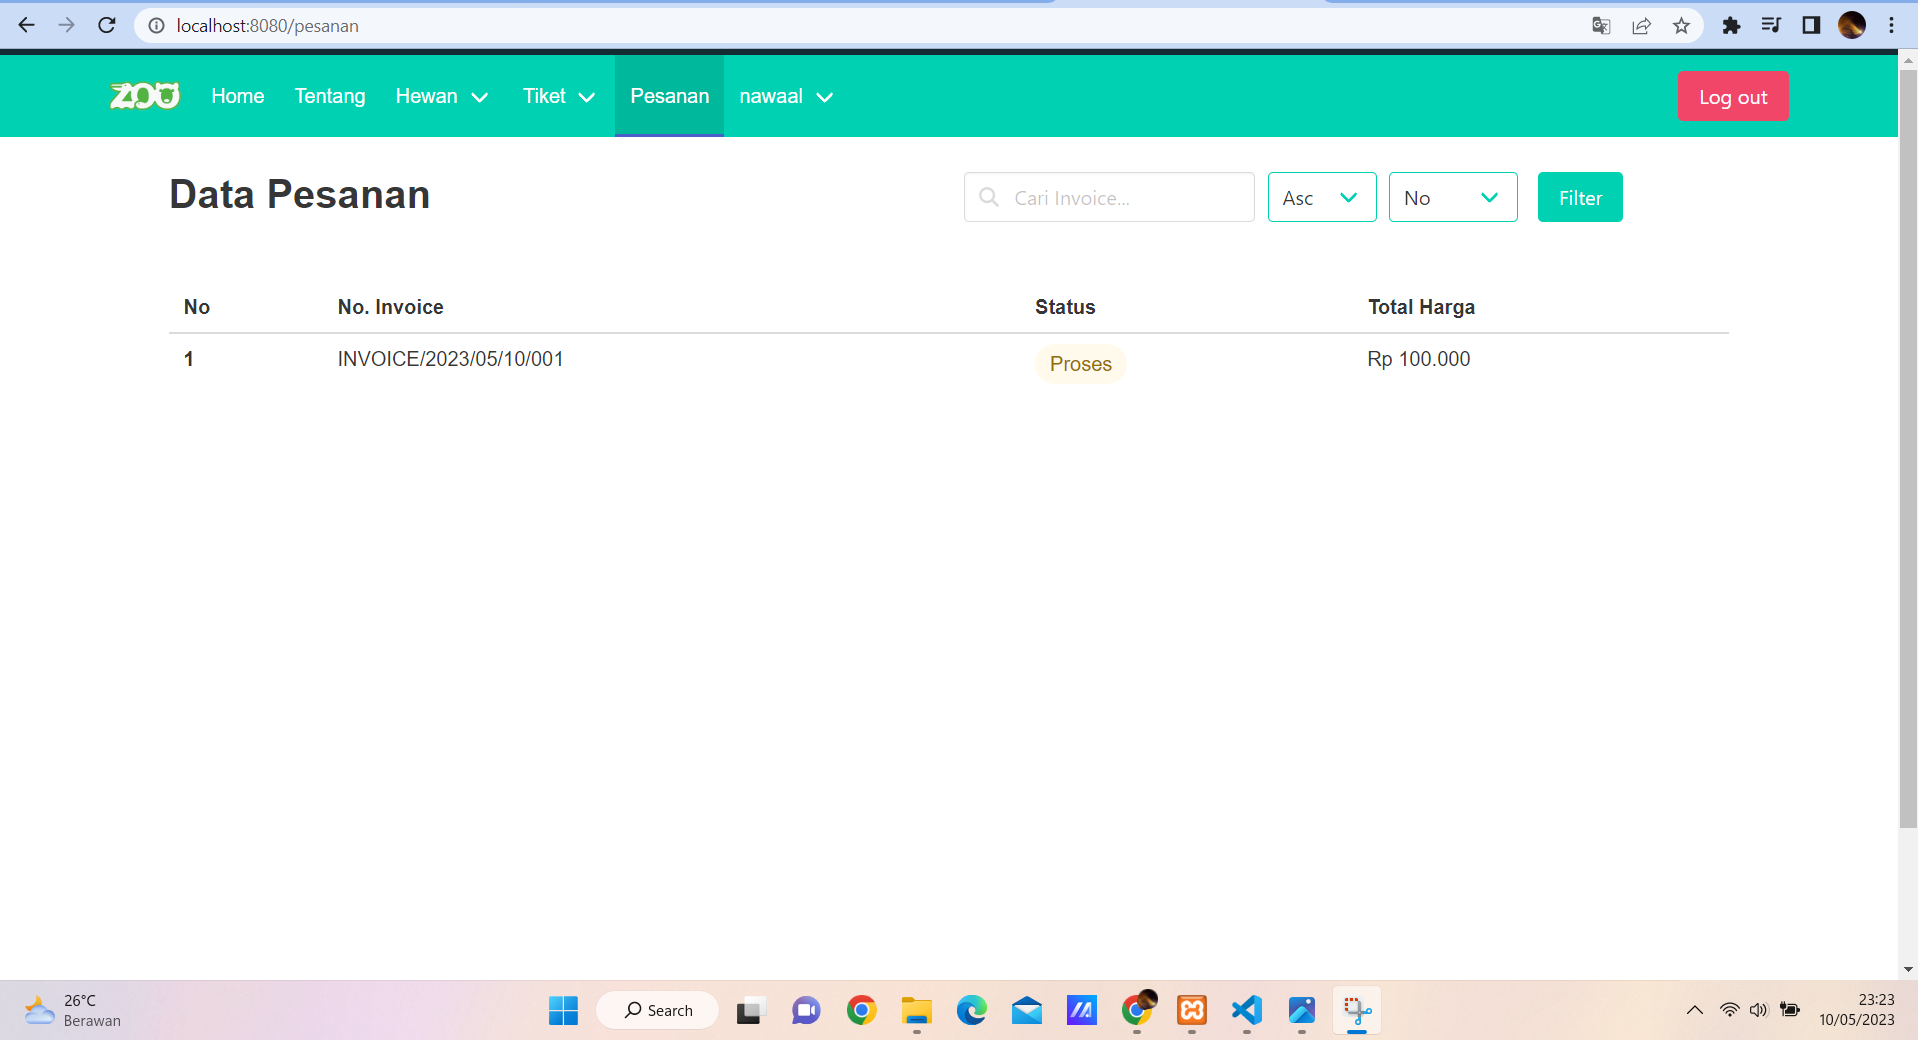 localhost:8080/pesanan
ZOO Home Tentang Hewan Tiket Pesanan nawaal Log out
Data Pesanan Cari Invoice... Asc No Filter
No No. Invoice Status Total Harga
1 INVOICE/2023/05/10/001 Proses Rp 100.000
26°C
Berawan
Search
23:23
10/05/2023